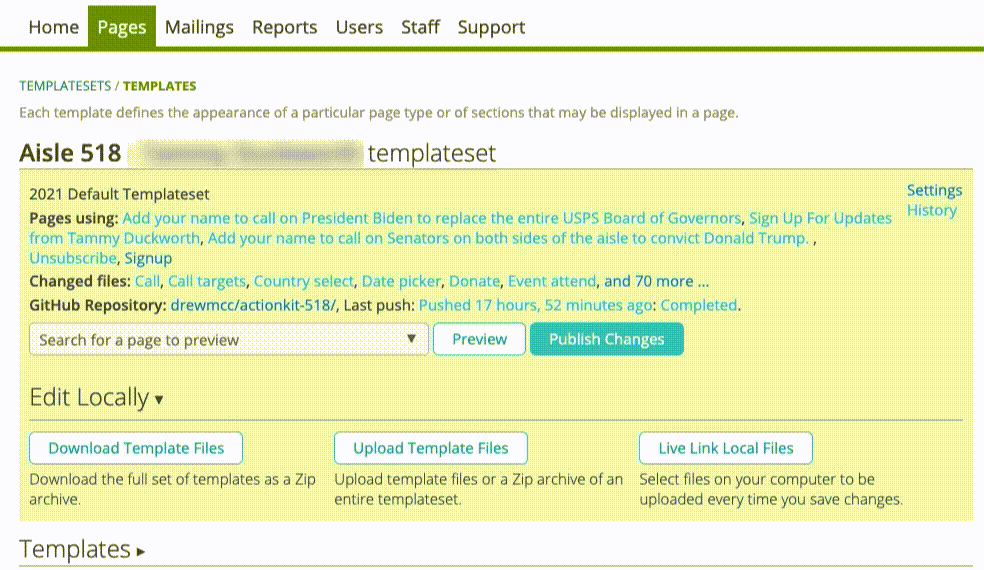 Home Pages Mailings Reports Users Staff Support
TEMPLATESETS / TEMPLATES
Each template defines the appearance of a particular page type or of sections that may be displayed in a page.
Aisle 518 templateset
2021 Default Templateset
Settings
Pages using: Add your name to call on President Biden to replace the entire USPS Board of Governors, Sign Up For Updates
History
from Tammy Duckworth, Add your name to call on Senators on both sides of the aisle to convict Donald Trump. ,
Unsubscribe, Signup
Changed files: Call, Call targets, Country select, Date picker, Donate, Event attend, and 70 more ...
GitHub Repository: drewmcc/actionkit-518/, Last push: Pushed 17 hours, 52 minutes ago: Completed.
Search for a page to preview ▼ Preview Publish Changes
Edit Locally ▾
Download Template Files
Download the full set of templates as a Zip
archive.
Upload Template Files
Upload template files or a Zip archive of an
entire templateset.
Live Link Local Files
Select files on your computer to be
uploaded every time you save changes.
Templates ▸